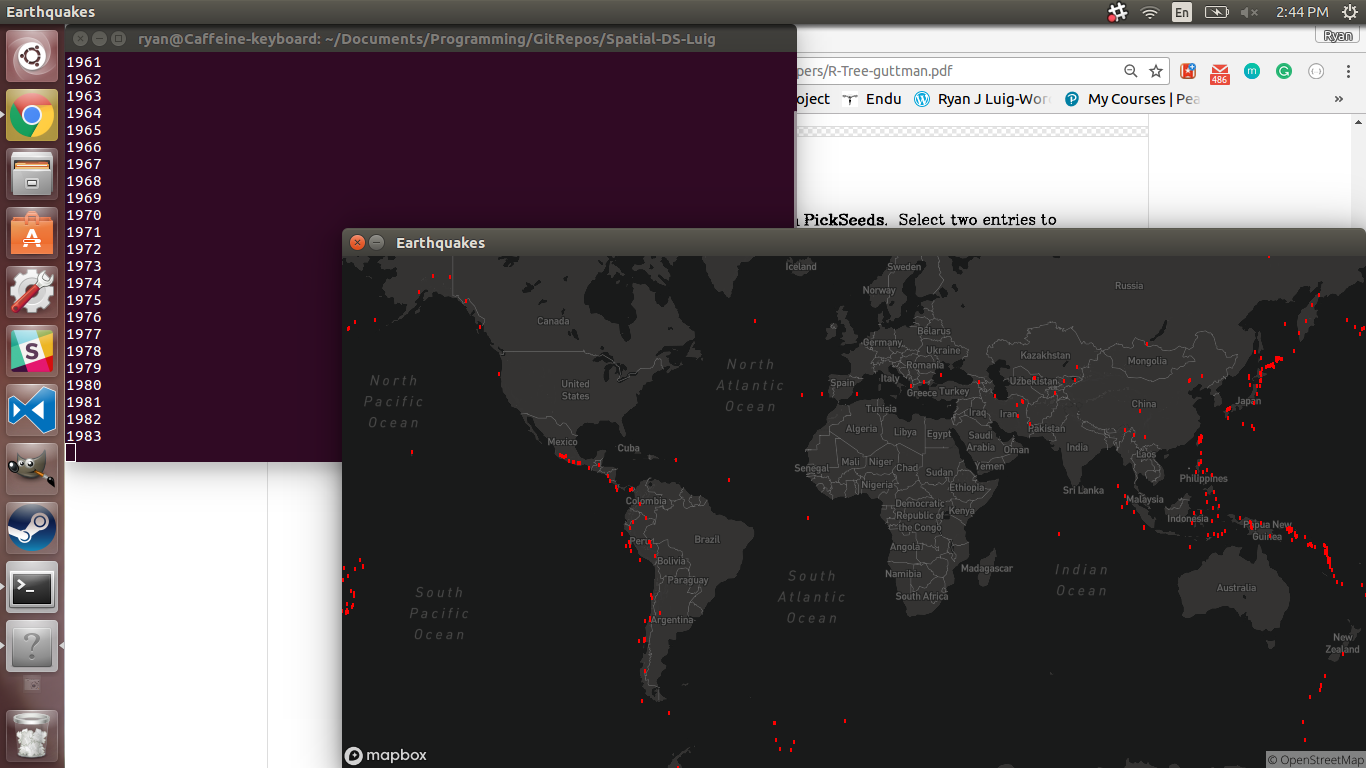 Earthquakes
En
2:44 PM
ryan@Caffeine-keyboard: ~/Documents/Programming/GitRepos/Spatial-DS-Luig
Ryan
1961
1962
1963
1964
1965
1966
1967
1968
1969
1970
1971
1972
1973
1974
1975
1976
1977
1978
1979
1980
1981
1982
1983
pers/R-Tree-guttman.pdf
486
m
G
oject
Endu
Ryan J Luig-Wor
My Courses | Pea
»
PickSeeds. Select two entries to
Earthquakes
Iceland
Sweden
Norway
Russia
Canada
Belarus
Germany
Ukraine
Kazakhstan
Mongolia
North
Atlantic
Ocean
Romania
Italy
Spain
Greece
Turkey
Uzbekistan
North
Pacific
Ocean
United
States
Japan
China
Tunisia
Iraq
Iran
Algeria
Libya
Egypt
Saudi
Arabia
Pakistan
Oman
India
Mexico
Cuba
Laos
Senegal
Mali
Niger
Chad
Sudan
Yemen
Philippines
Nigeria
Ethiopia
Sri Lanka
Malaysia
Colombia
Democratic
Republic of
the Congo
Kenya
Indonesia
Papua New
Guinea
Peru
Brazil
Angola
Bolivia
Madagascar
Indian
Ocean
Namibia
South
Atlantic
Ocean
Paraguay
Australia
South
Pacific
Ocean
South Africa
Argentina
New
Zealand
mapbox
© OpenStreetMap
S
>_
?